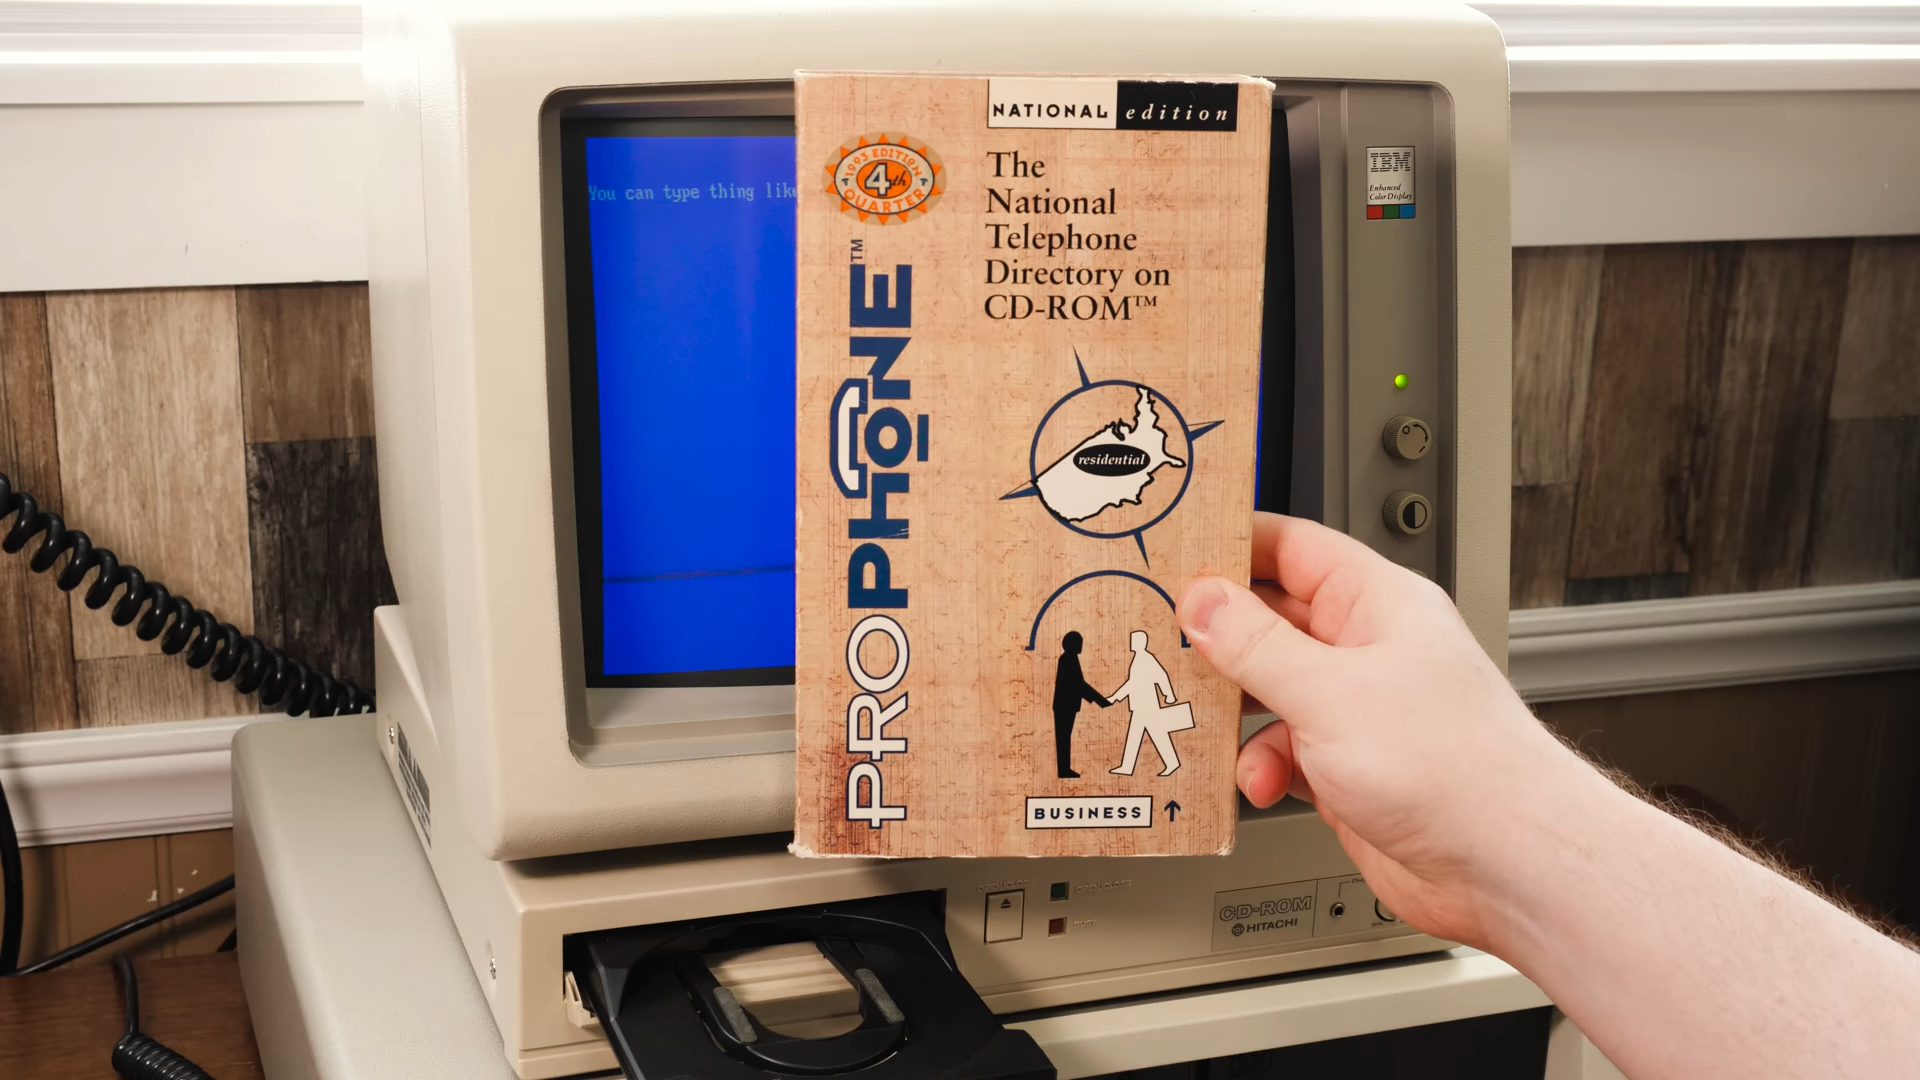 NATIONAL edition
1993 EDITION
4th
QUARTER
The
National
Telephone
Directory on
CD-ROM™
PROPHONE™
residential
BUSINESS ↑
You can type thing like
IBM
Enhanced
Color Display
CD-ROM
HITACHI